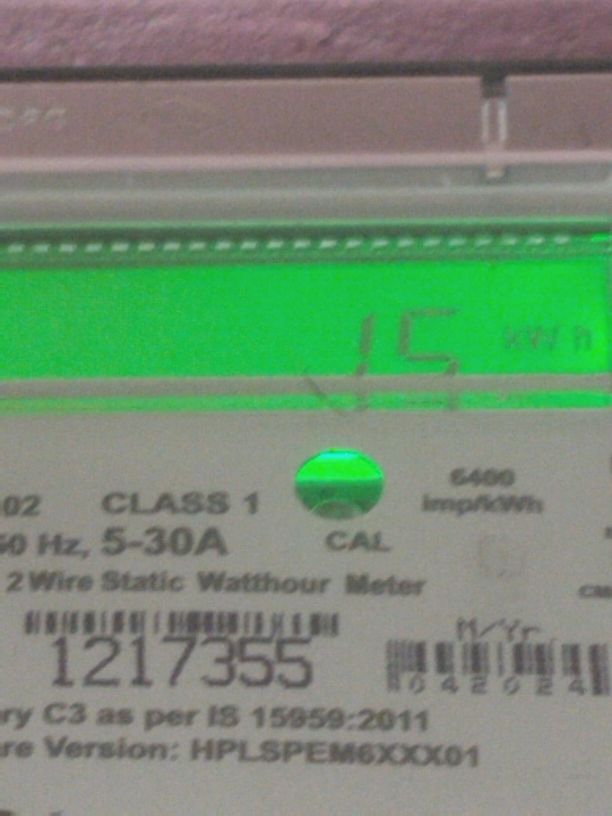 15 kWh
.02 CLASS 1
6400
imp/kWh
50 Hz, 5-30A
CAL
2 Wire Static Watthour Meter
1217355
M/Yr.
042024
ry C3 as per IS 15959:2011
re Version: HPLSPEM6XXX01